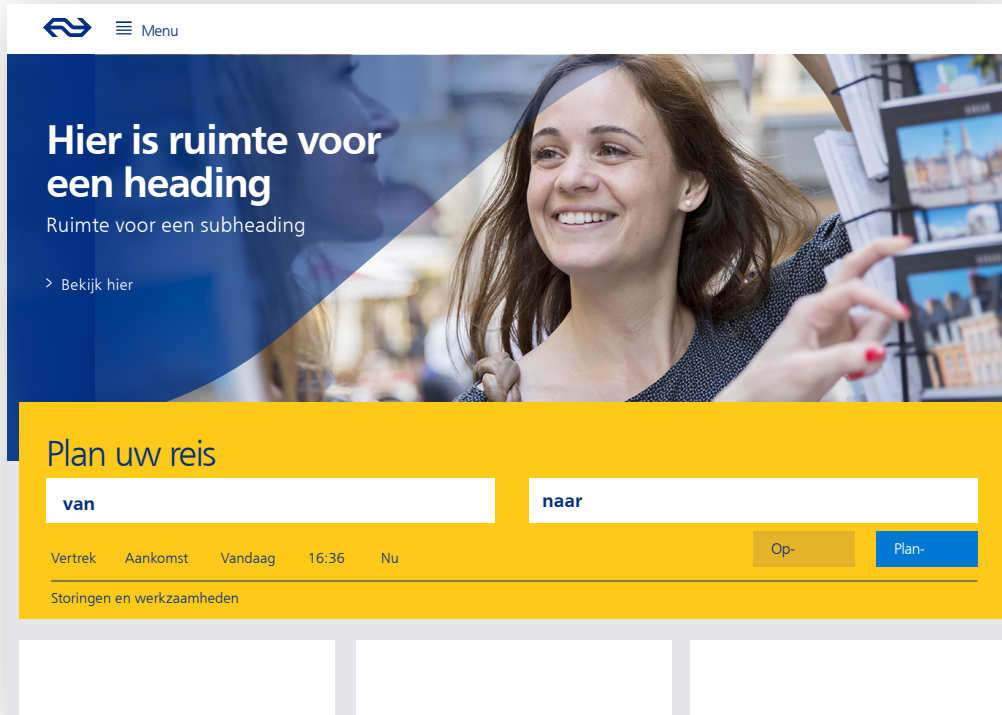 Menu
Hier is ruimte voor
een heading
Ruimte voor een subheading
Bekijk hier
Plan uw reis
van
naar
Vertrek Aankomst Vandaag 16:36 Nu
Op-
Plan-
Storingen en werkzaamheden